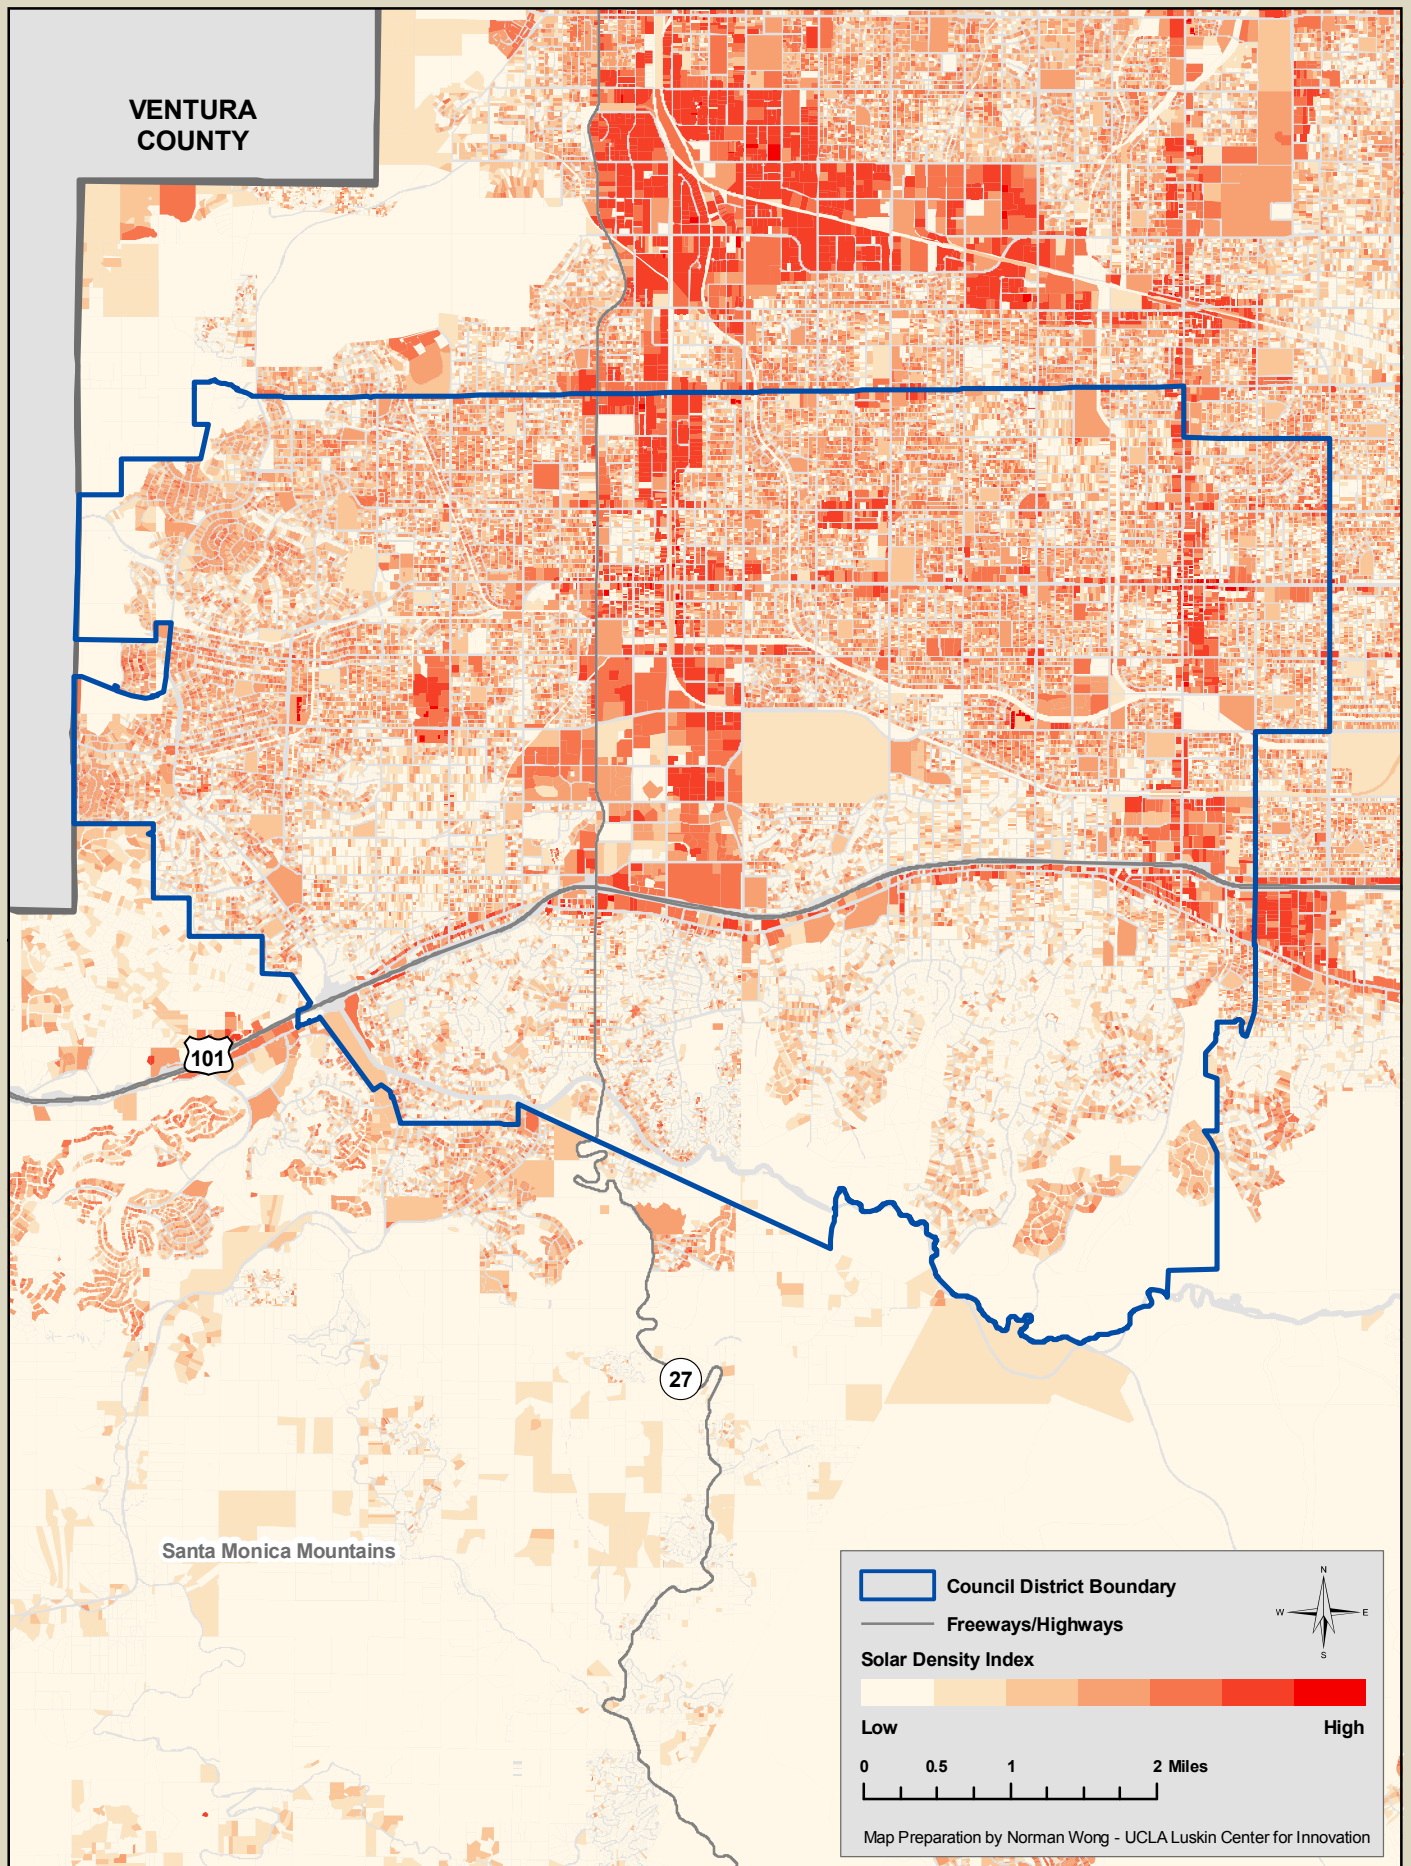 VENTURA
COUNTY
101
27
Santa Monica Mountains
Council District Boundary
Freeways/Highways
N
W
E
S
Solar Density Index
Low
High
0
0.5
1
2 Miles
Map Preparation by Norman Wong - UCLA Luskin Center for Innovation